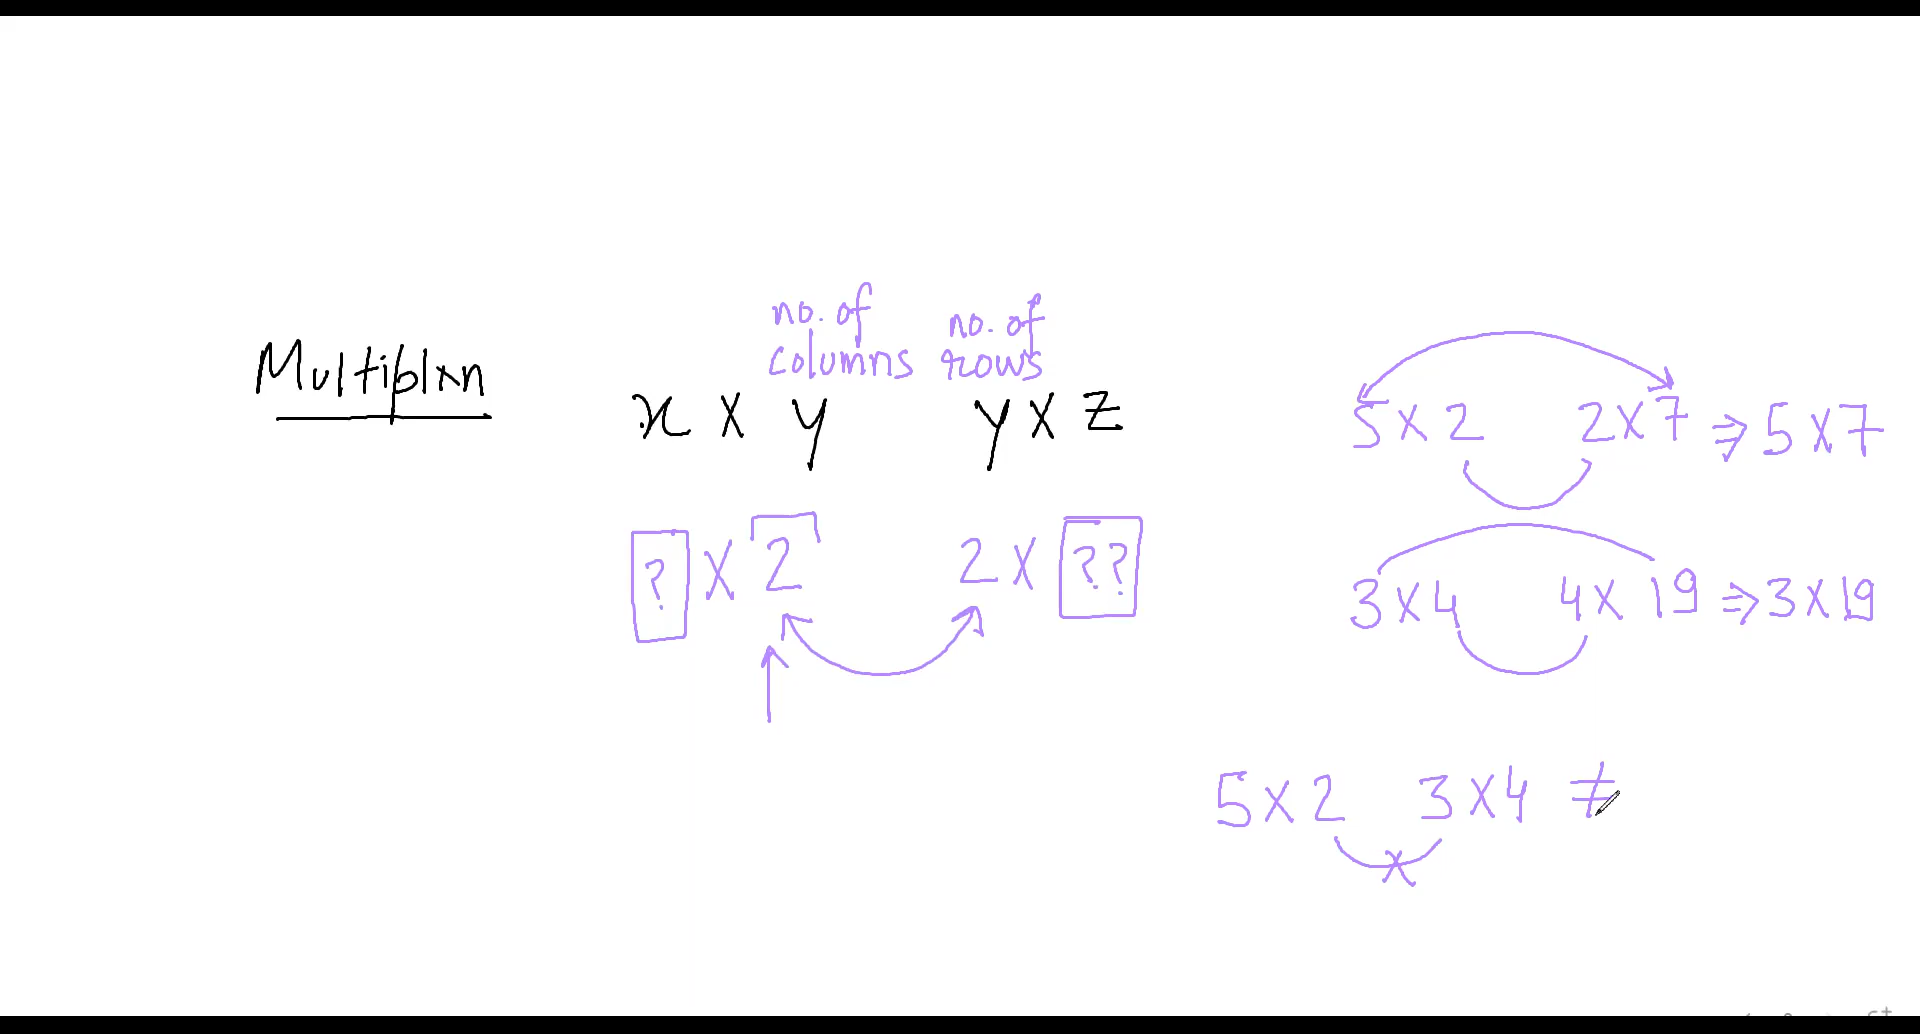 Multiplxn
no. of columns
no. of rows
x X y y X z
? X 2 2 X ??
5 X 2 2 X 7 ⇒ 5 X 7
3 X 4 4 X 19 ⇒ 3 X 19
5 X 2 3 X 4 ≠
x